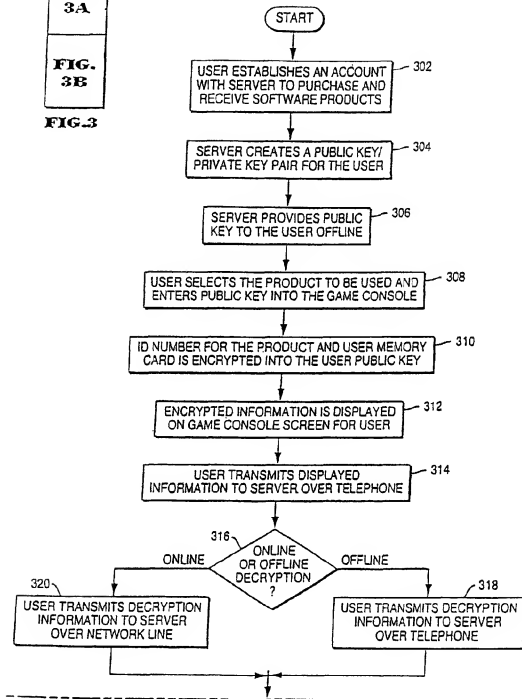 3A
FIG.
3B
FIG.3
START
302
USER ESTABLISHES AN ACCOUNT
WITH SERVER TO PURCHASE AND
RECEIVE SOFTWARE PRODUCTS
304
SERVER CREATES A PUBLIC KEY/
PRIVATE KEY PAIR FOR THE USER
306
SERVER PROVIDES PUBLIC
KEY TO THE USER OFFLINE
308
USER SELECTS THE PRODUCT TO BE USED AND
ENTERS PUBLIC KEY INTO THE GAME CONSOLE
310
ID NUMBER FOR THE PRODUCT AND USER MEMORY
CARD IS ENCRYPTED INTO THE USER PUBLIC KEY
312
ENCRYPTED INFORMATION IS DISPLAYED
ON GAME CONSOLE SCREEN FOR USER
314
USER TRANSMITS DISPLAYED
INFORMATION TO SERVER OVER TELEPHONE
316
ONLINE
OR OFFLINE
DECRYPTION
?
ONLINE
OFFLINE
320
USER TRANSMITS DECRYPTION
INFORMATION TO SERVER
OVER NETWORK LINE
318
USER TRANSMITS DECRYPTION
INFORMATION TO SERVER
OVER TELEPHONE